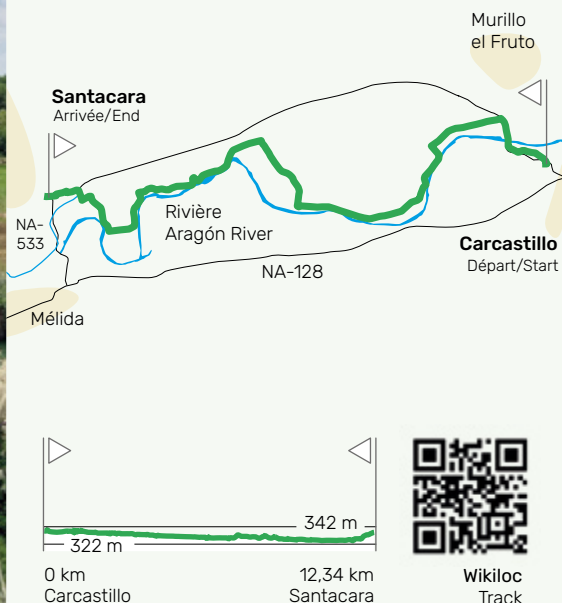 Murillo
el Fruto
Santacara
Arrivée/End
NA-
533
Rivière
Aragón River
Carcastillo
Départ/Start
NA-128
Mélida
342 m
322 m
0 km
Carcastillo
12,34 km
Santacara
Wikiloc
Track